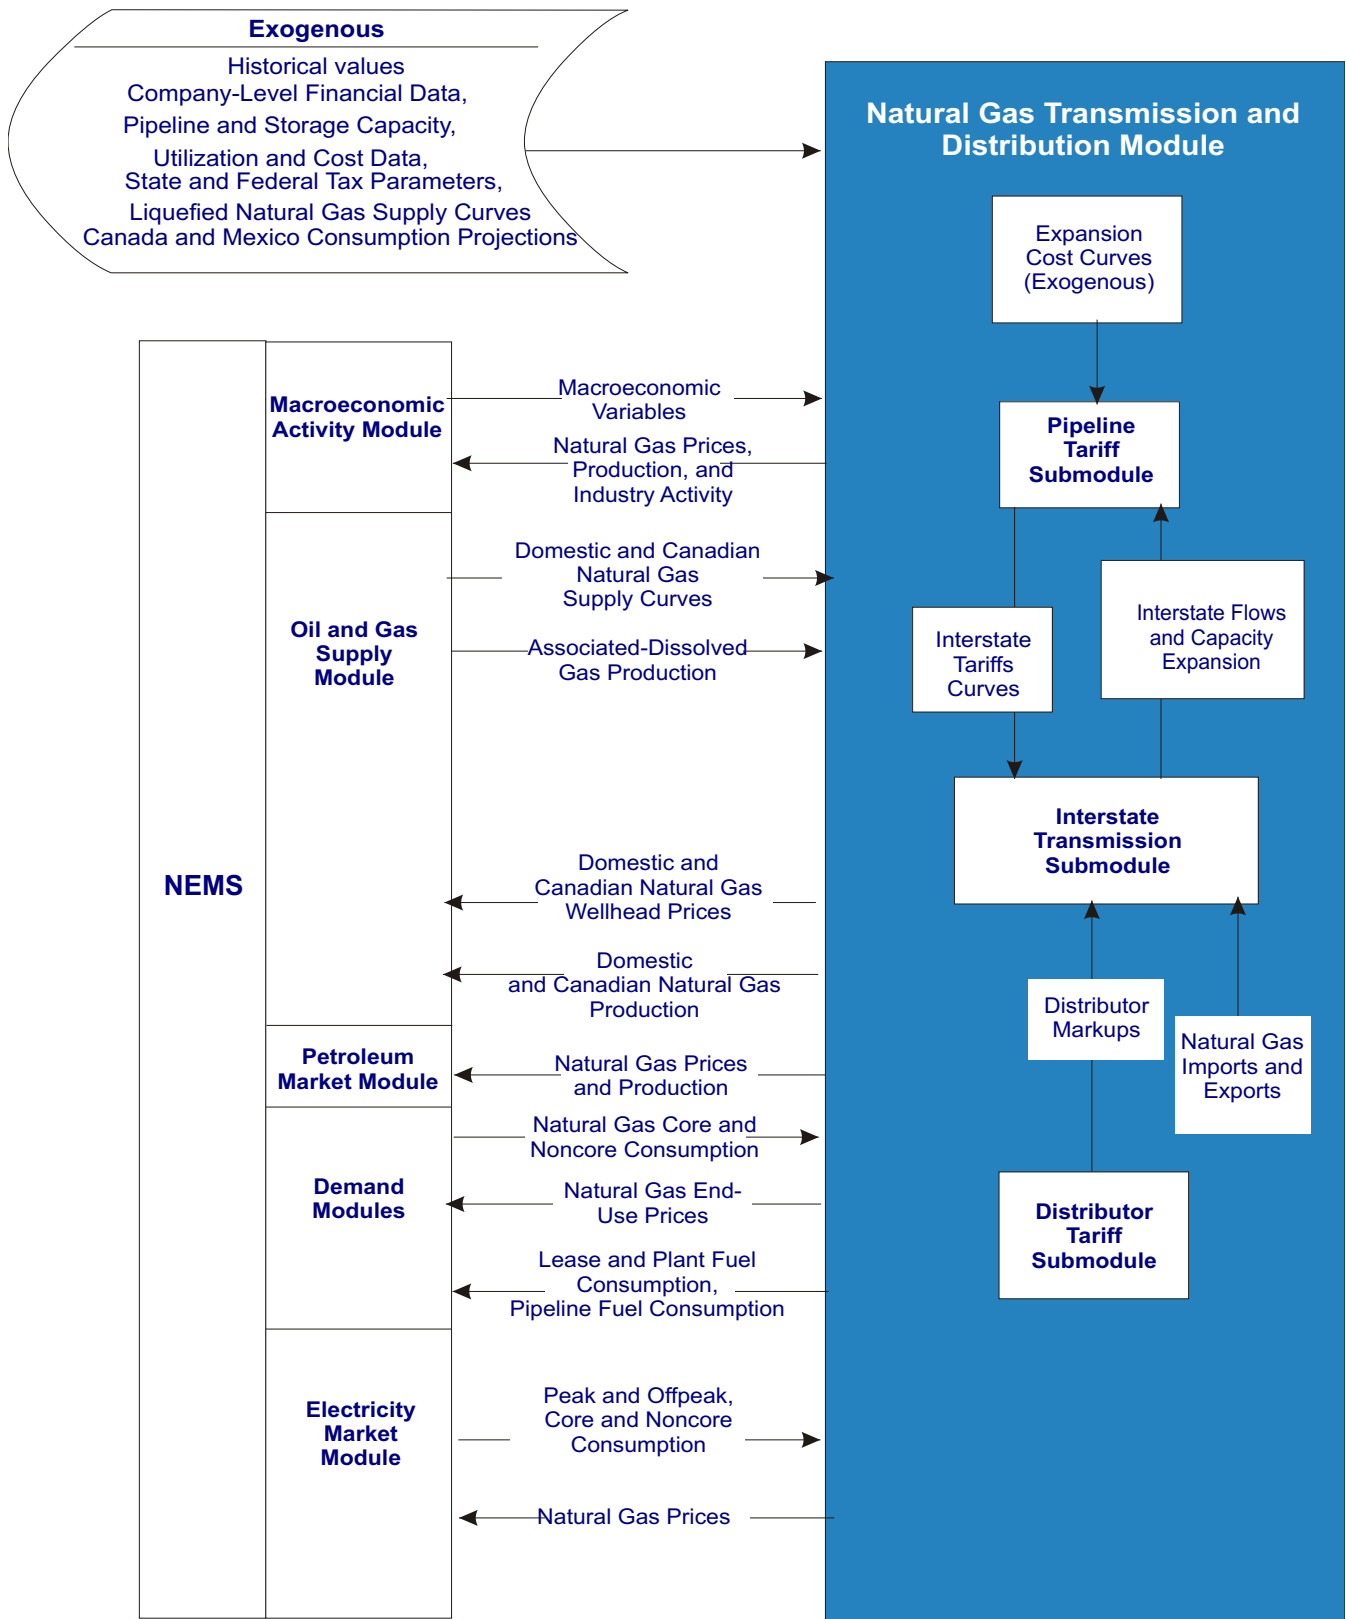 Exogenous
Historical values
Company-Level Financial Data,
Pipeline and Storage Capacity,
Utilization and Cost Data,
State and Federal Tax Parameters,
Liquefied Natural Gas Supply Curves
Canada and Mexico Consumption Projections
Natural Gas Transmission and
Distribution Module
Expansion
Cost Curves
(Exogenous)
Pipeline
Tariff
Submodule
Interstate
Tariffs
Curves
Interstate Flows
and Capacity
Expansion
Interstate
Transmission
Submodule
Distributor
Markups
Natural Gas
Imports and
Exports
Distributor
Tariff
Submodule
NEMS
Macroeconomic
Activity Module
Macroeconomic
Variables
Natural Gas Prices,
Production, and
Industry Activity
Oil and Gas
Supply
Module
Domestic and Canadian
Natural Gas
Supply Curves
Associated-Dissolved
Gas Production
Domestic and
Canadian Natural Gas
Wellhead Prices
Domestic
and Canadian Natural Gas
Production
Petroleum
Market Module
Natural Gas Prices
and Production
Demand
Modules
Natural Gas Core and
Noncore Consumption
Natural Gas End-
Use Prices
Lease and Plant Fuel
Consumption,
Pipeline Fuel Consumption
Electricity
Market
Module
Peak and Offpeak,
Core and Noncore
Consumption
Natural Gas Prices